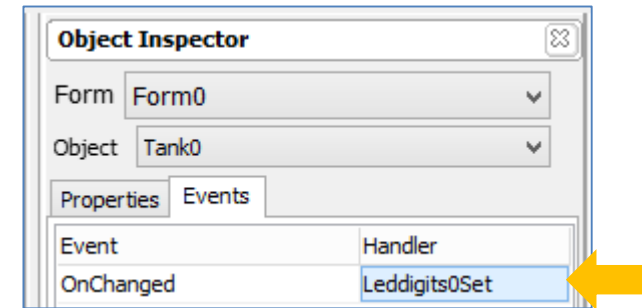 Object Inspector
Form Form0
Object Tank0
Properties Events
Event Handler
OnChanged Leddigits0Set